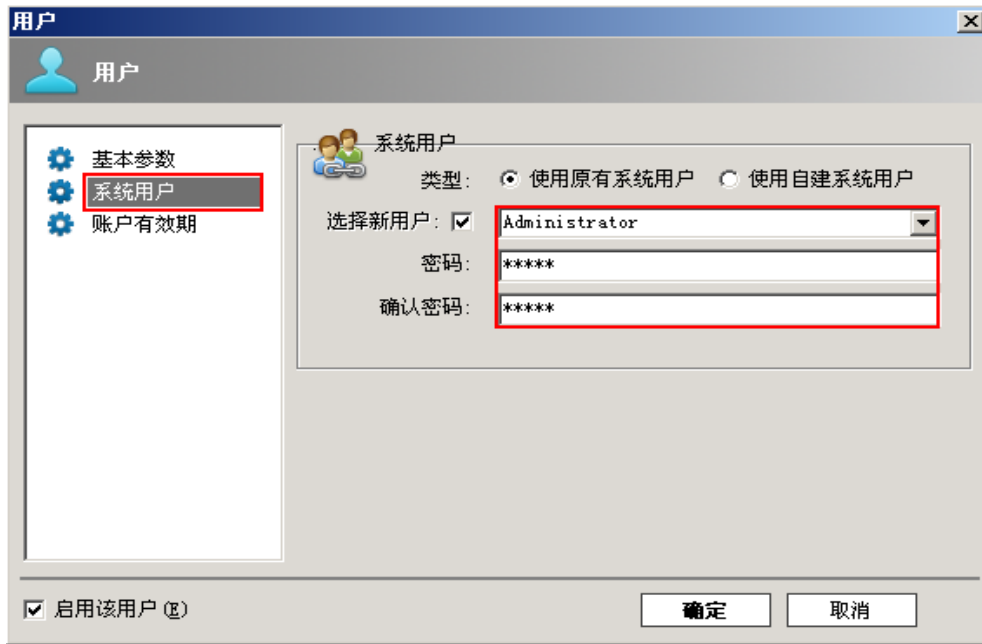 用户
用户
基本参数
系统用户
账户有效期
系统用户
类型: 使用原有系统用户 使用自建系统用户
选择新用户: Administrator
密码: *****
确认密码: *****
启用该用户(E)
确定 取消